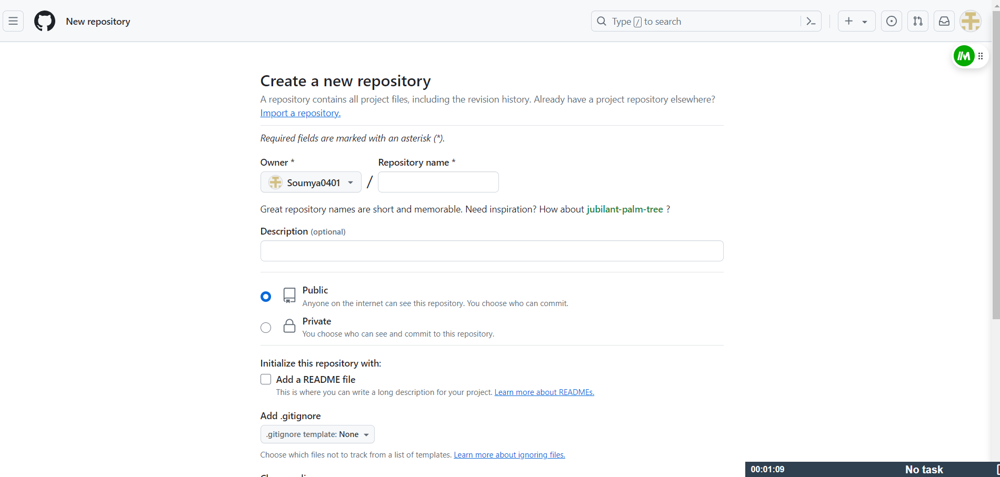 New repository
Type / to search
Create a new repository
A repository contains all project files, including the revision history. Already have a project repository elsewhere?
Import a repository.
Required fields are marked with an asterisk (*).
Owner * Repository name *
Soumya0401 /
Great repository names are short and memorable. Need inspiration? How about jubilant-palm-tree ?
Description (optional)
Public
Anyone on the internet can see this repository. You choose who can commit.
Private
You choose who can see and commit to this repository.
Initialize this repository with:
Add a README file
This is where you can write a long description for your project. Learn more about READMEs.
Add .gitignore
.gitignore template: None
Choose which files not to track from a list of templates. Learn more about ignoring files.
00:01:09 No task